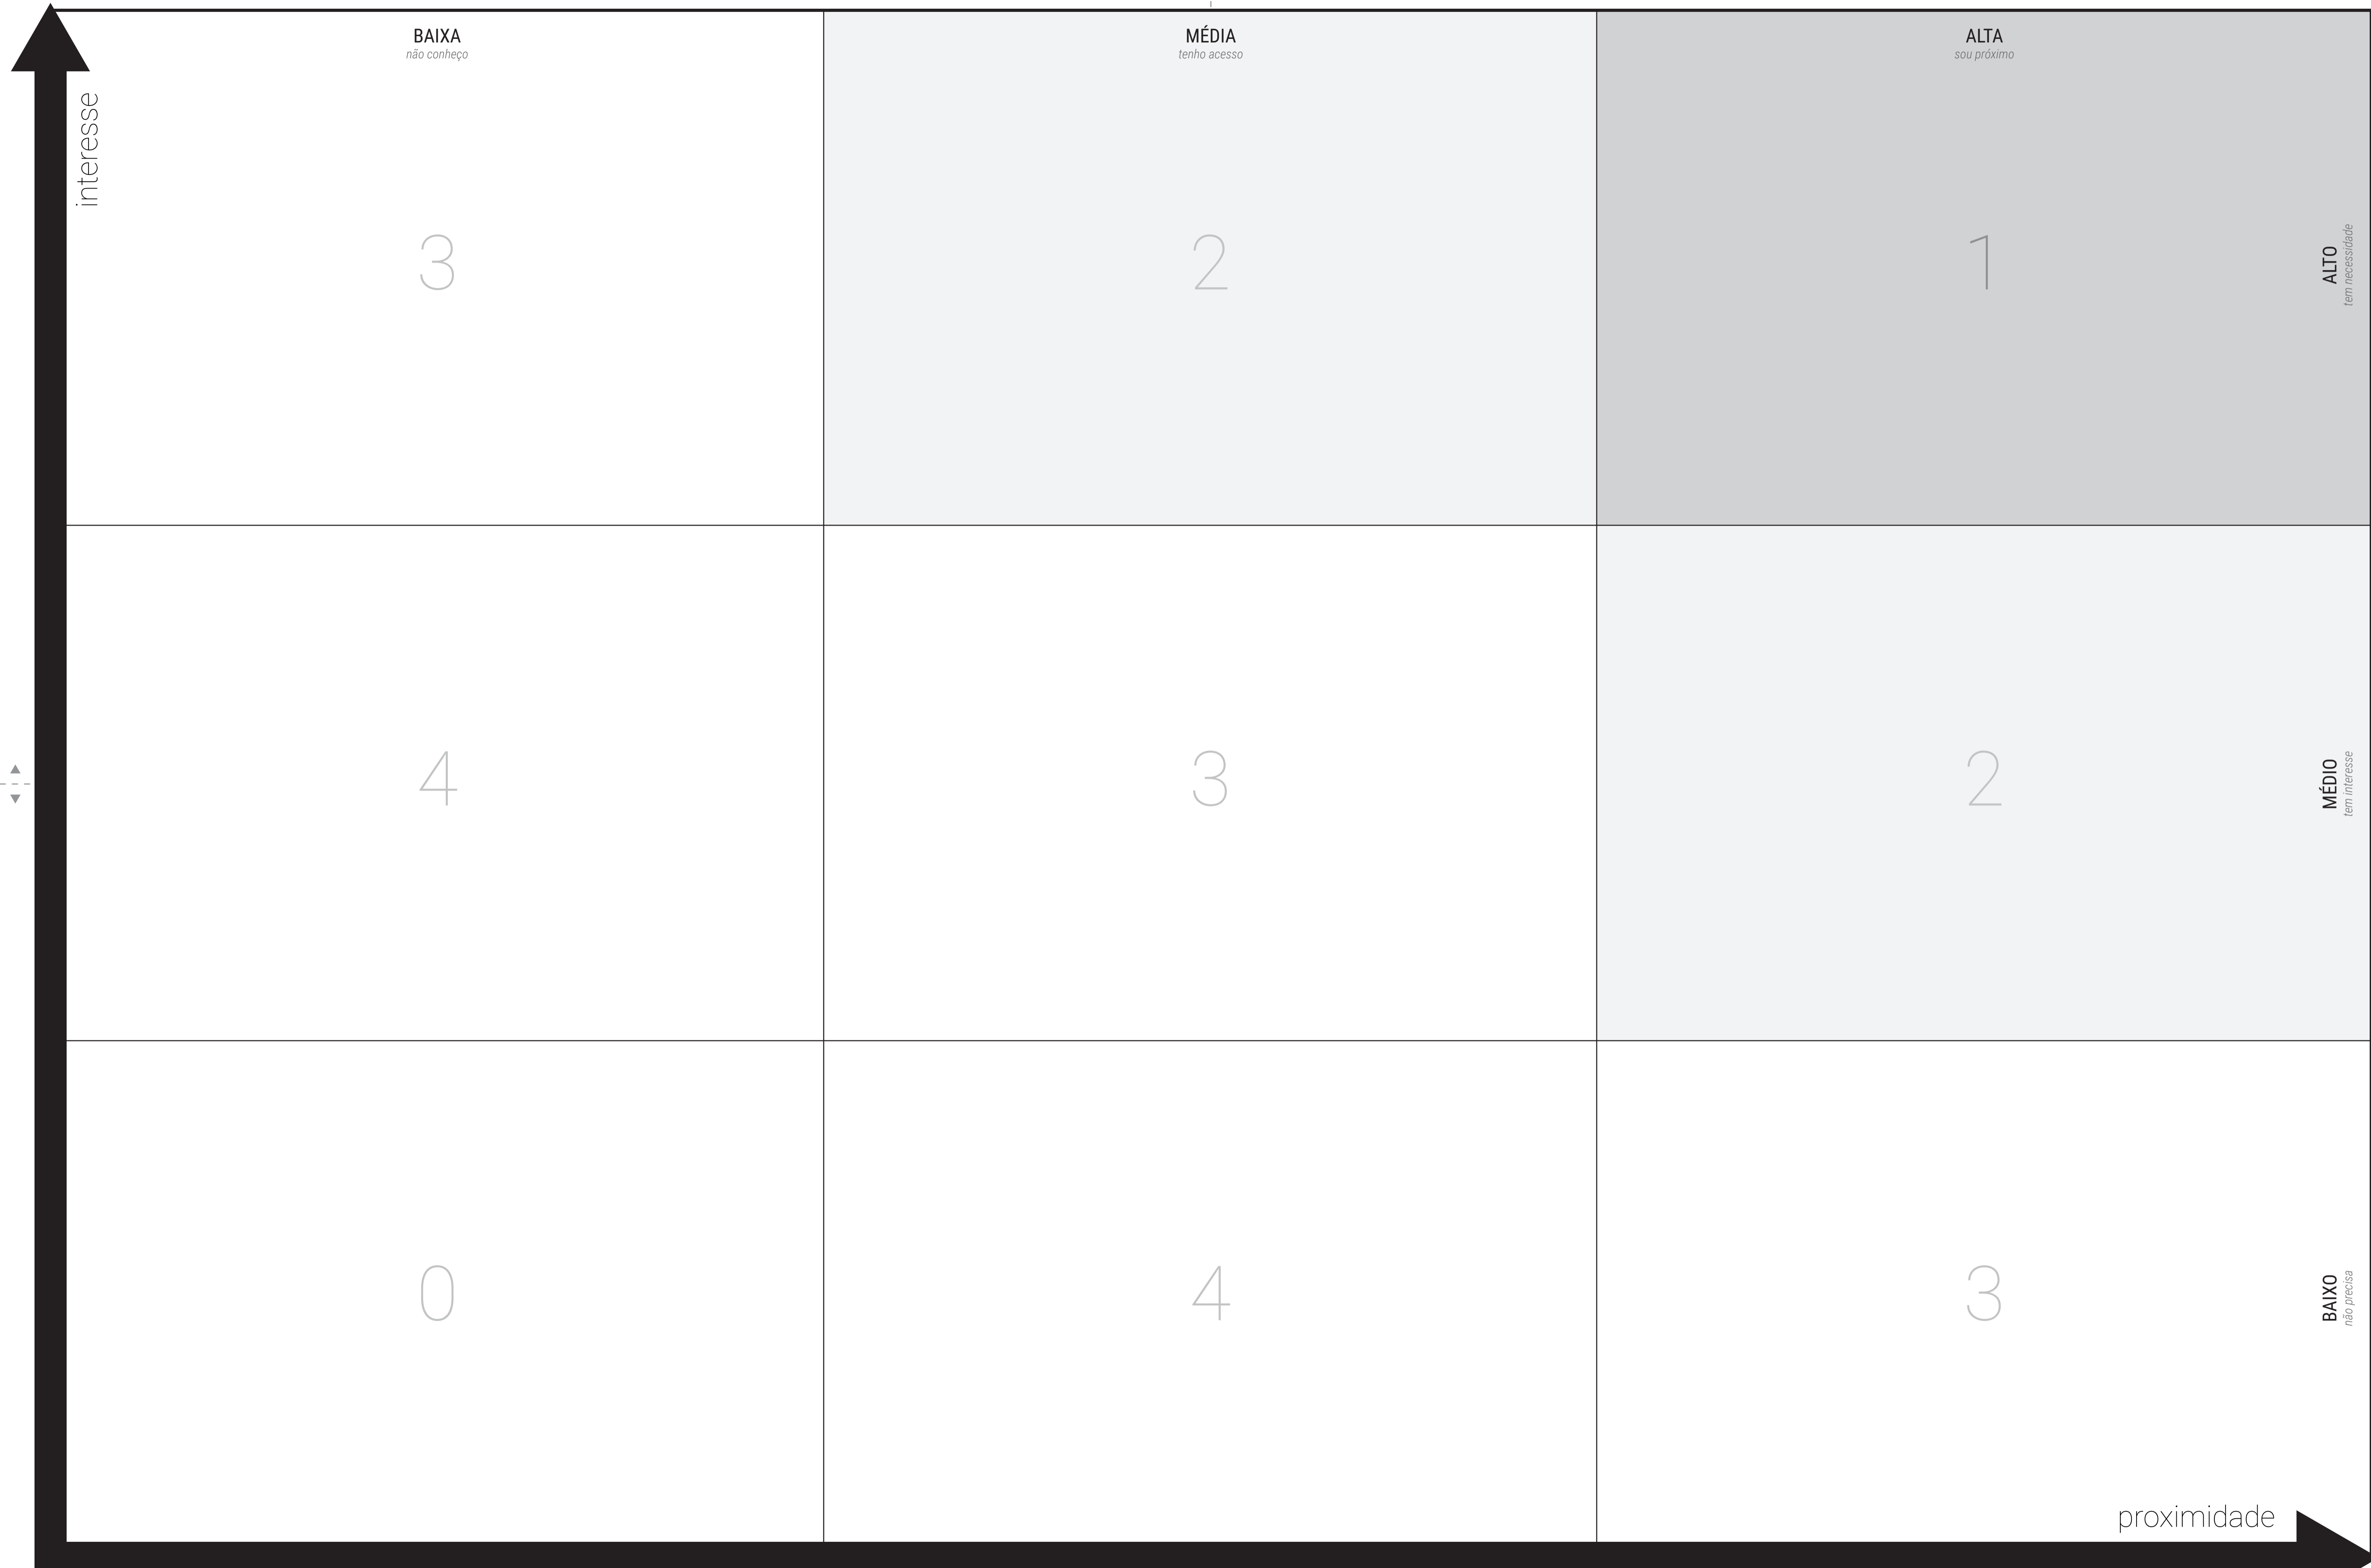 BAIXA
não conheço
MÉDIA
tenho acesso
ALTA
sou próximo
interesse
3
2
1
ALTO
tem necessidade
4
3
2
MÉDIO
tem interesse
0
4
3
BAIXO
não precisa
proximidade